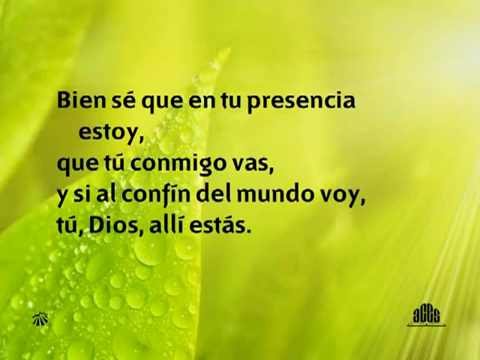 Bien sé que en tu presencia
estoy,
que tú conmigo vas,
y si al confín del mundo voy,
tú, Dios, allí estás.
aces